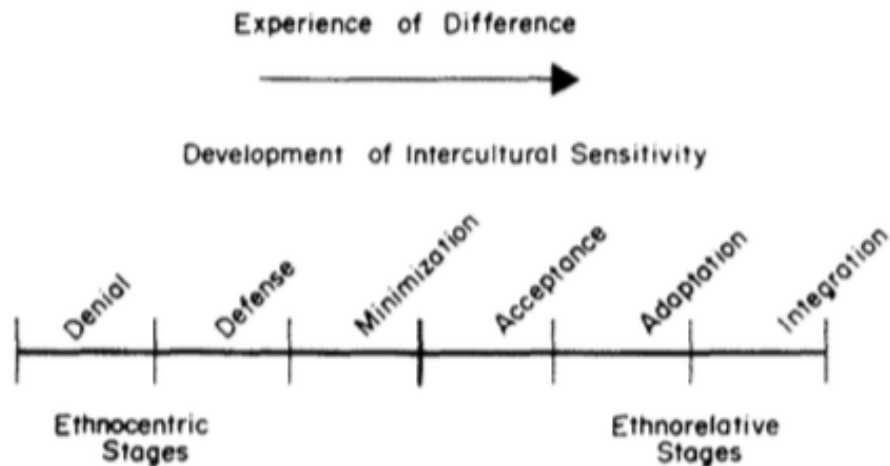 Experience of Difference
Development of Intercultural Sensitivity
Denial
Defense
Minimization
Acceptance
Adaptation
Integration
Ethnocentric
Stages
Ethnorelative
Stages